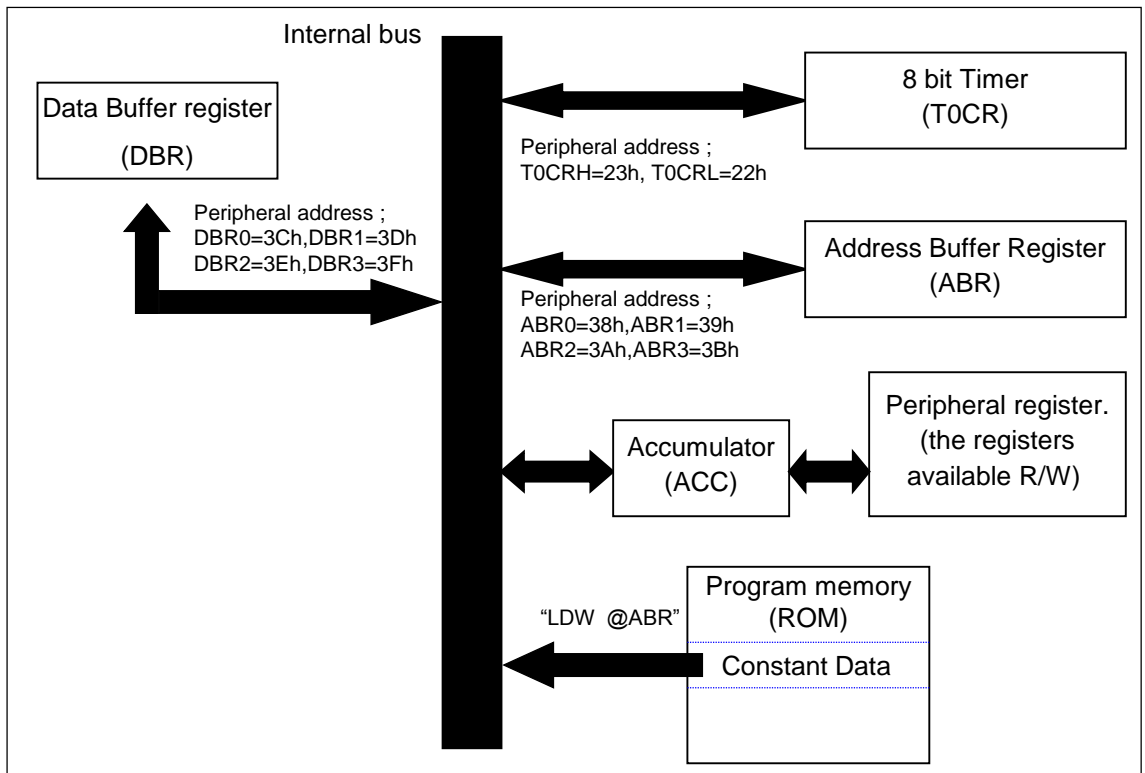 Internal bus
Data Buffer register
(DBR)
Peripheral address ;
DBR0=3Ch,DBR1=3Dh
DBR2=3Eh,DBR3=3Fh
8 bit Timer
(T0CR)
Peripheral address ;
T0CRH=23h, T0CRL=22h
Address Buffer Register
(ABR)
Peripheral address ;
ABR0=38h,ABR1=39h
ABR2=3Ah,ABR3=3Bh
Accumulator
(ACC)
Peripheral register.
(the registers
available R/W)
Program memory
(ROM)
“LDW @ABR”
Constant Data